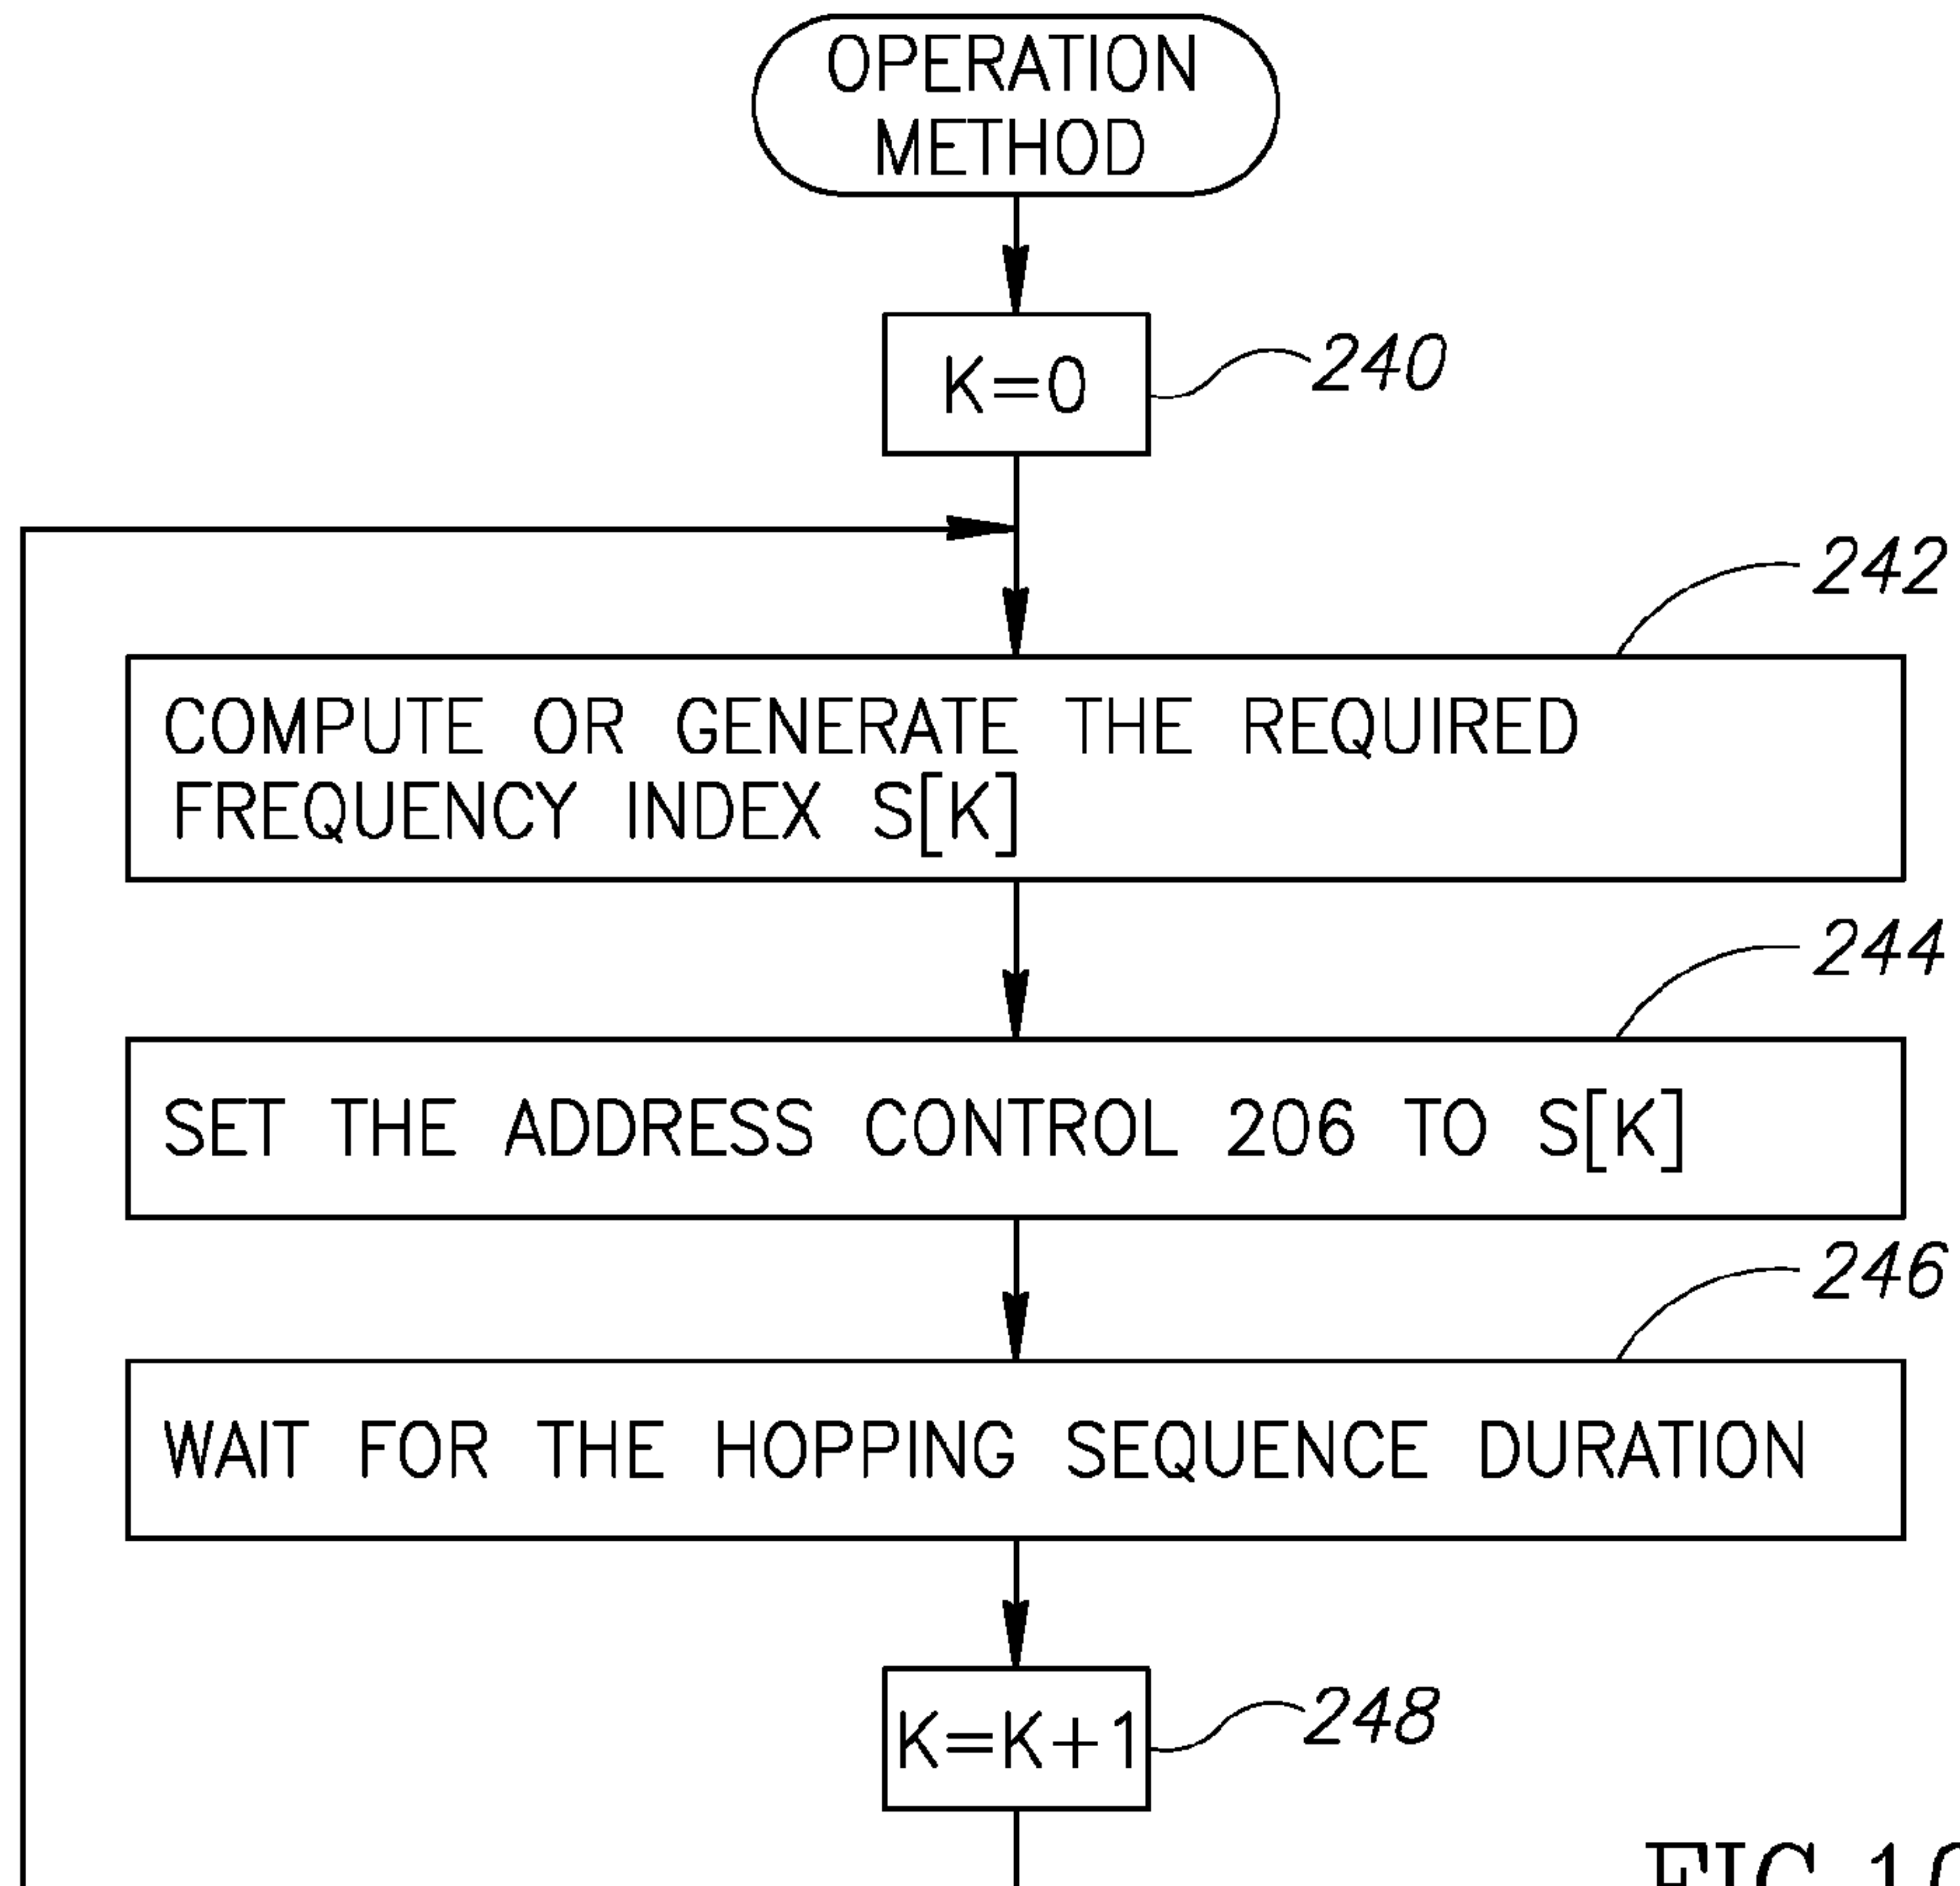 OPERATION
METHOD
K=0
240
242
COMPUTE OR GENERATE THE REQUIRED
FREQUENCY INDEX S[K]
244
SET THE ADDRESS CONTROL 206 TO S[K]
246
WAIT FOR THE HOPPING SEQUENCE DURATION
K=K+1
248